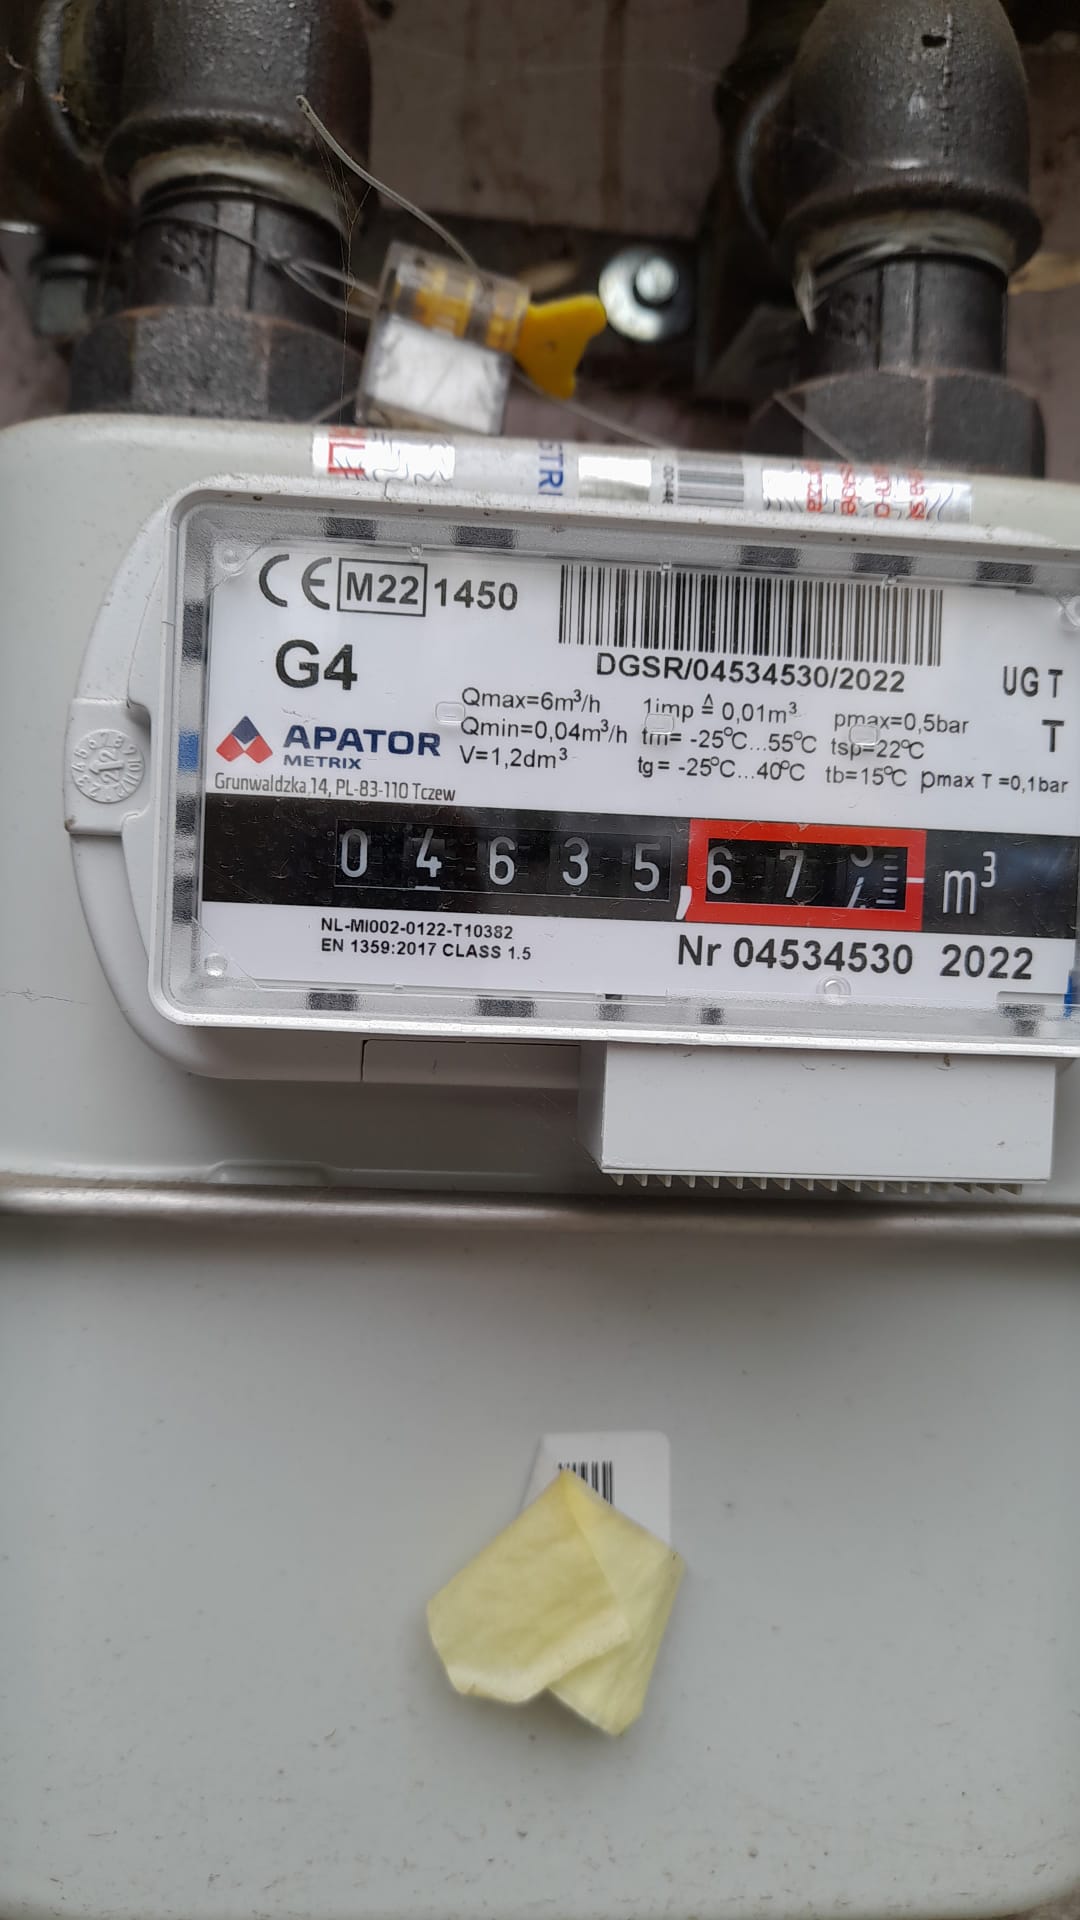 STRI
CE M22 1450
DGSR/04534530/2022
G4
UGT
T
Qmax=6m³/h
Qmin=0,04m³/h
V=1,2dm³
1imp ≙ 0,01m³
tm= -25°C...55°C
tg= -25°C...40°C
pmax=0,5bar
tsp=22°C
tb=15°C pmax T =0,1bar
APATOR
METRIX
Grunwaldzka 14, PL-83-110 Tczew
0 4 6 3 5,6 7 m³
NL-MI002-0122-T10382
EN 1359:2017 CLASS 1.5
Nr 04534530 2022